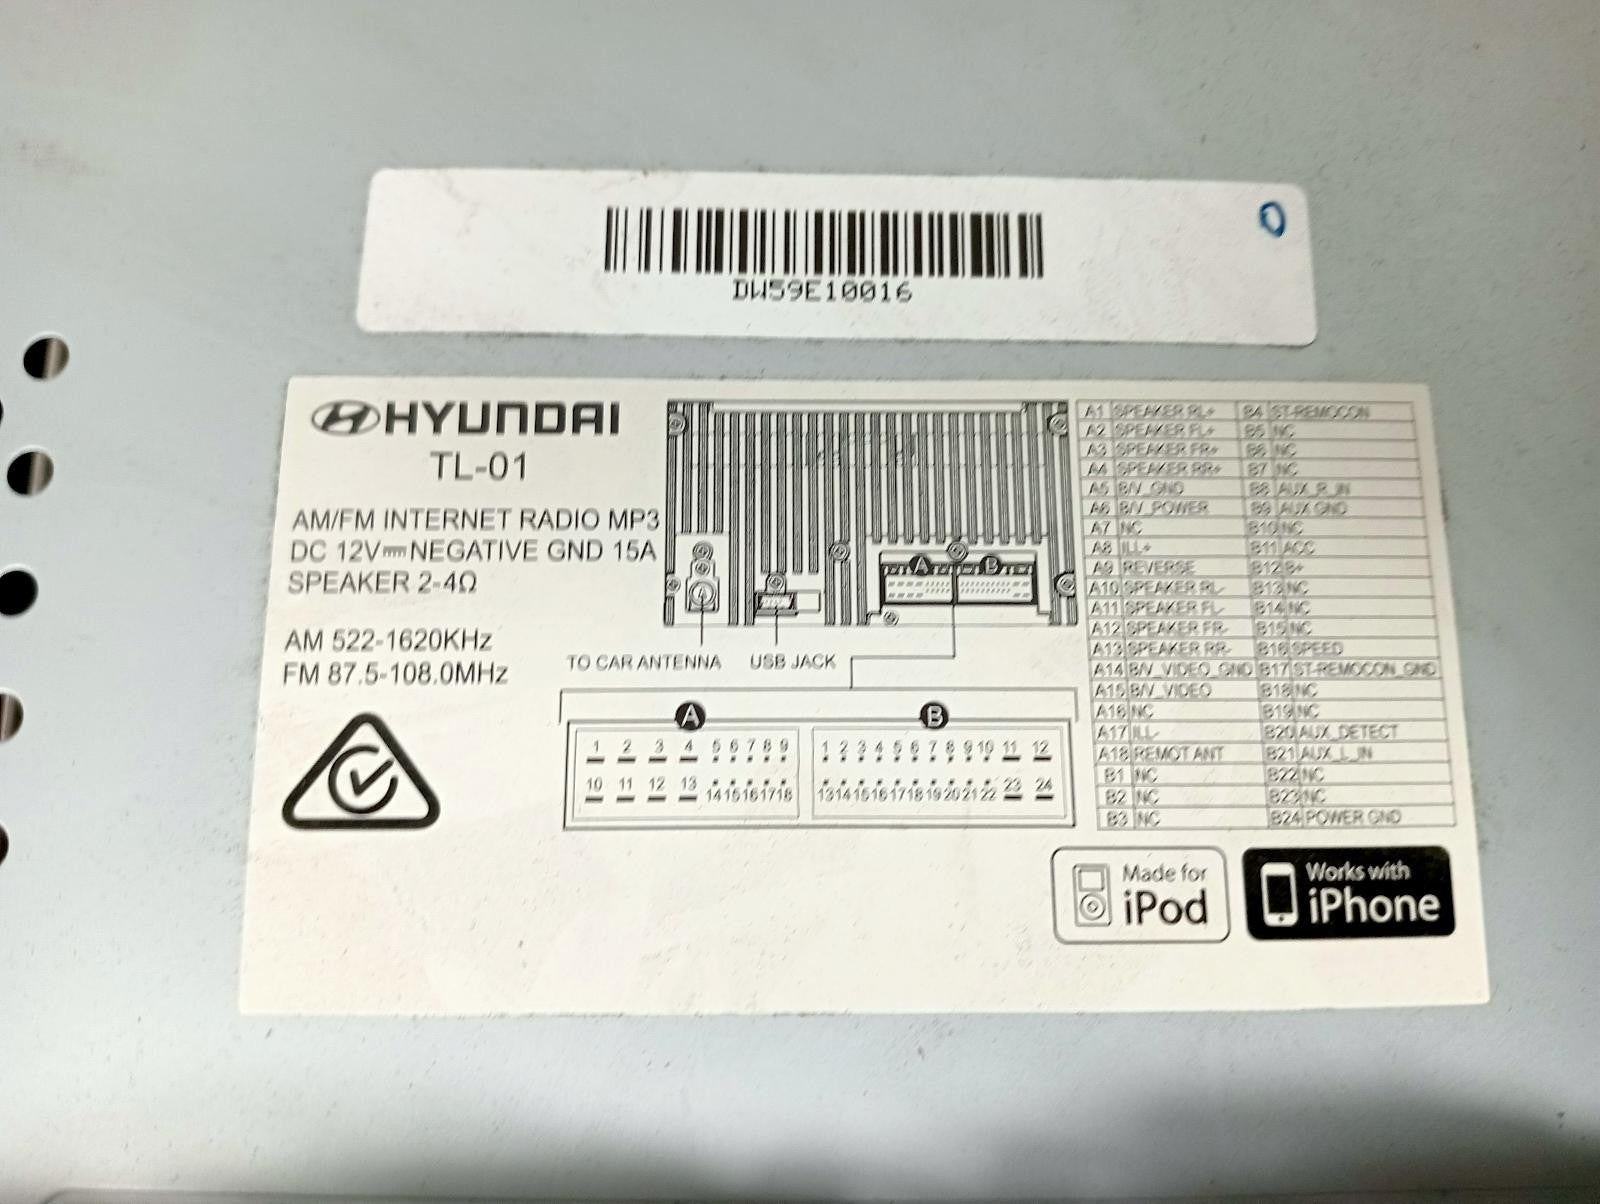 0
DW59E10016
HYUNDAI
TL-01
AM/FM INTERNET RADIO MP3
DC 12V NEGATIVE GND 15A
SPEAKER 2-4Ω
AM 522-1620KHz
FM 87.5-108.0MHz
A B
TO CAR ANTENNA USB JACK
A B
1 2 3 4 5 6 7 8 9 1 2 3 4 5 6 7 8 9 10 11 12
10 11 12 13 14 15 16 17 18 13 14 15 16 17 18 19 20 21 22 23 24
A1 SPEAKER RL+ B4 ST-REMOCON
A2 SPEAKER FL+ B5 NC
A3 SPEAKER FR+ B6 NC
A4 SPEAKER RR+ B7 NC
A5 B/V_GND B8 AUX_R_IN
A6 B/V_POWER B9 AUX GND
A7 NC B10 NC
A8 ILL+ B11 ACC
A9 REVERSE B12 B+
A10 SPEAKER RL- B13 NC
A11 SPEAKER FL- B14 NC
A12 SPEAKER FR- B15 NC
A13 SPEAKER RR- B16 SPEED
A14 B/V_VIDEO_GND B17 ST-REMOCON_GND
A15 B/V_VIDEO B18 NC
A16 NC B19 NC
A17 ILL- B20 AUX_DETECT
A18 REMOT ANT B21 AUX_L_IN
B1 NC B22 NC
B2 NC B23 NC
B3 NC B24 POWER GND
Made for
iPod
Works with
iPhone